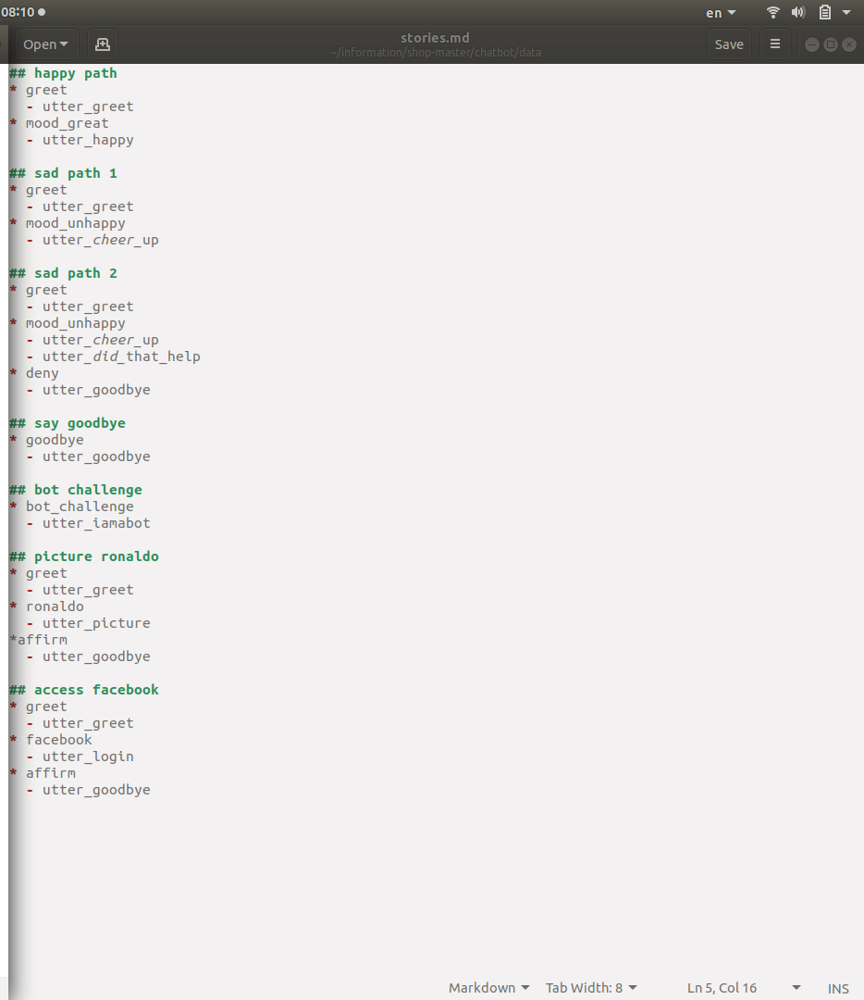 08:10
en
Open
stories.md
~/information/shop-master/chatbot/data
Save
## happy path
* greet
  - utter_greet
* mood_great
  - utter_happy

## sad path 1
* greet
  - utter_greet
* mood_unhappy
  - utter_cheer_up

## sad path 2
* greet
  - utter_greet
* mood_unhappy
  - utter_cheer_up
  - utter_did_that_help
* deny
  - utter_goodbye

## say goodbye
* goodbye
  - utter_goodbye

## bot challenge
* bot_challenge
  - utter_iamabot

## picture ronaldo
* greet
  - utter_greet
* ronaldo
  - utter_picture
*affirm
  - utter_goodbye

## access facebook
* greet
  - utter_greet
* facebook
  - utter_login
* affirm
  - utter_goodbye
Markdown Tab Width: 8 Ln 5, Col 16 INS